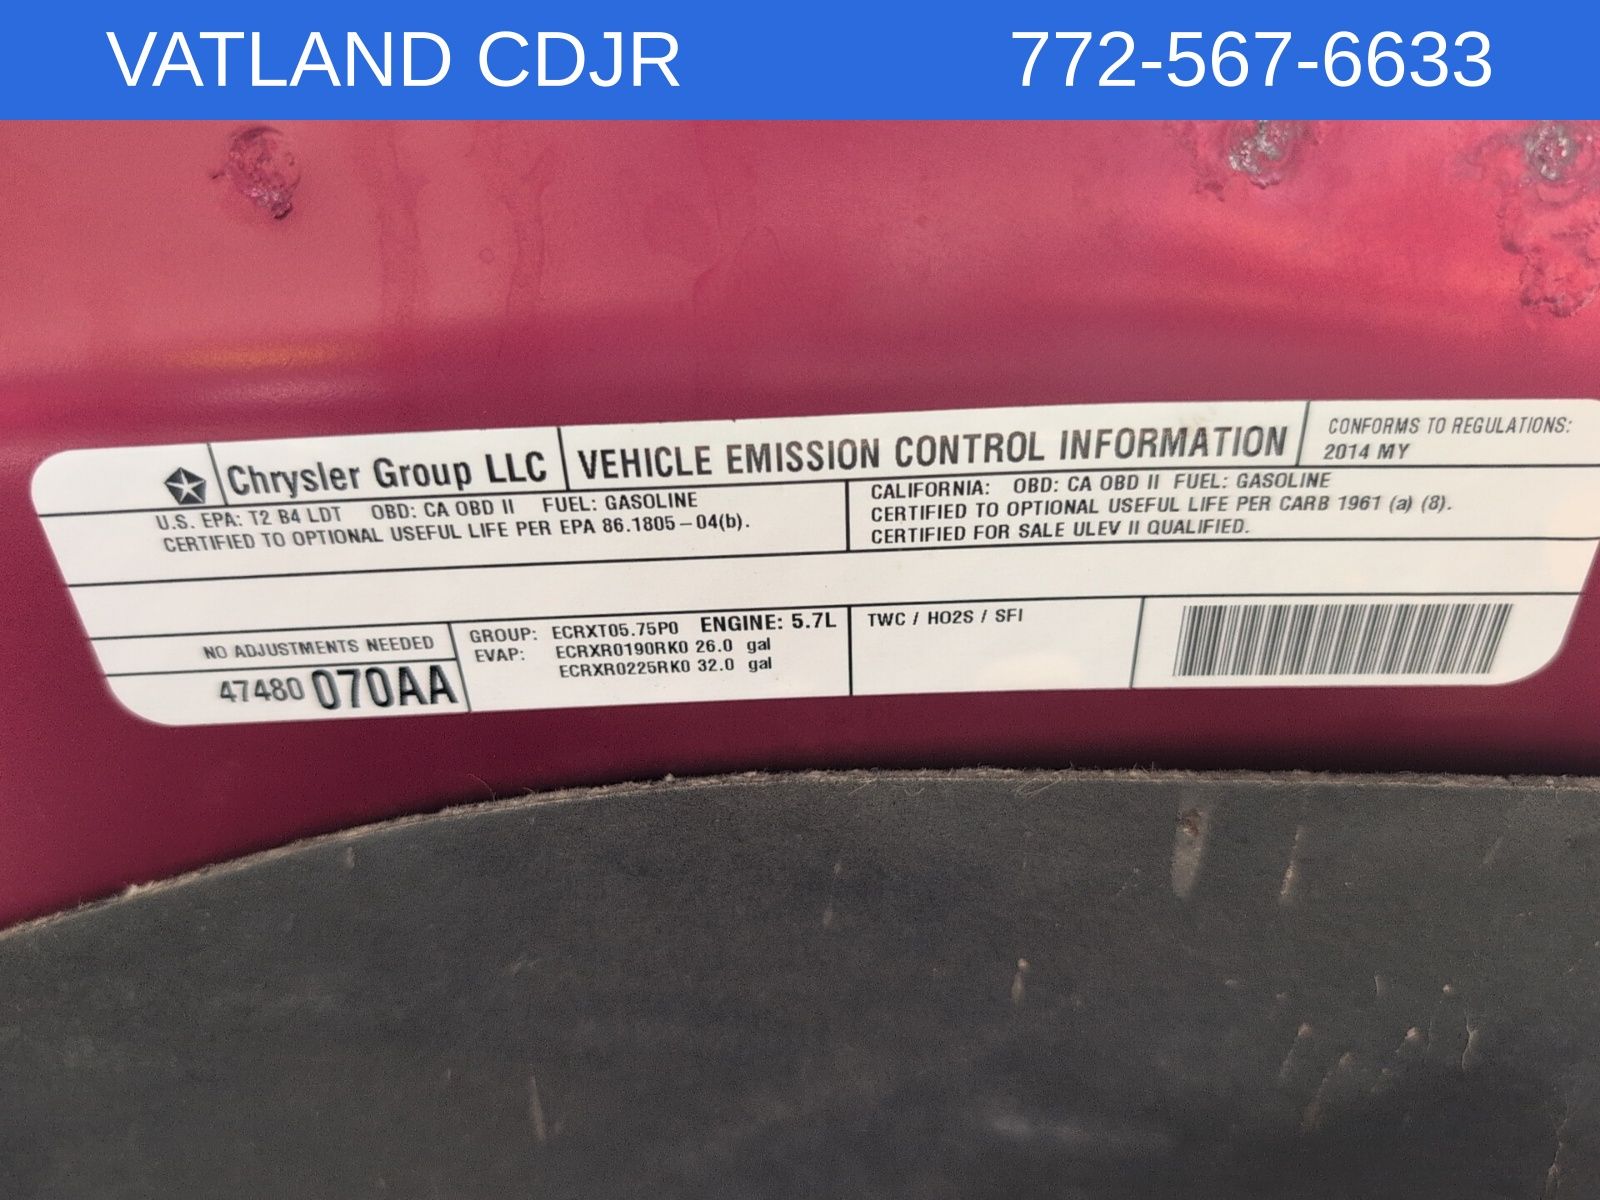 VATLAND CDJR 772-567-6633
Chrysler Group LLC VEHICLE EMISSION CONTROL INFORMATION
CONFORMS TO REGULATIONS:
2014 MY
U.S. EPA: T2 B4 LDT OBD: CA OBD II FUEL: GASOLINE
CERTIFIED TO OPTIONAL USEFUL LIFE PER EPA 86.1805-04(b).
CALIFORNIA: OBD: CA OBD II FUEL: GASOLINE
CERTIFIED TO OPTIONAL USEFUL LIFE PER CARB 1961 (a) (8).
CERTIFIED FOR SALE ULEV II QUALIFIED.
NO ADJUSTMENTS NEEDED
47480 070AA
GROUP: ECRXT05.75P0 ENGINE: 5.7L
EVAP: ECRXR0190RK0 26.0 gal
ECRXR0225RK0 32.0 gal
TWC / HO2S / SFI